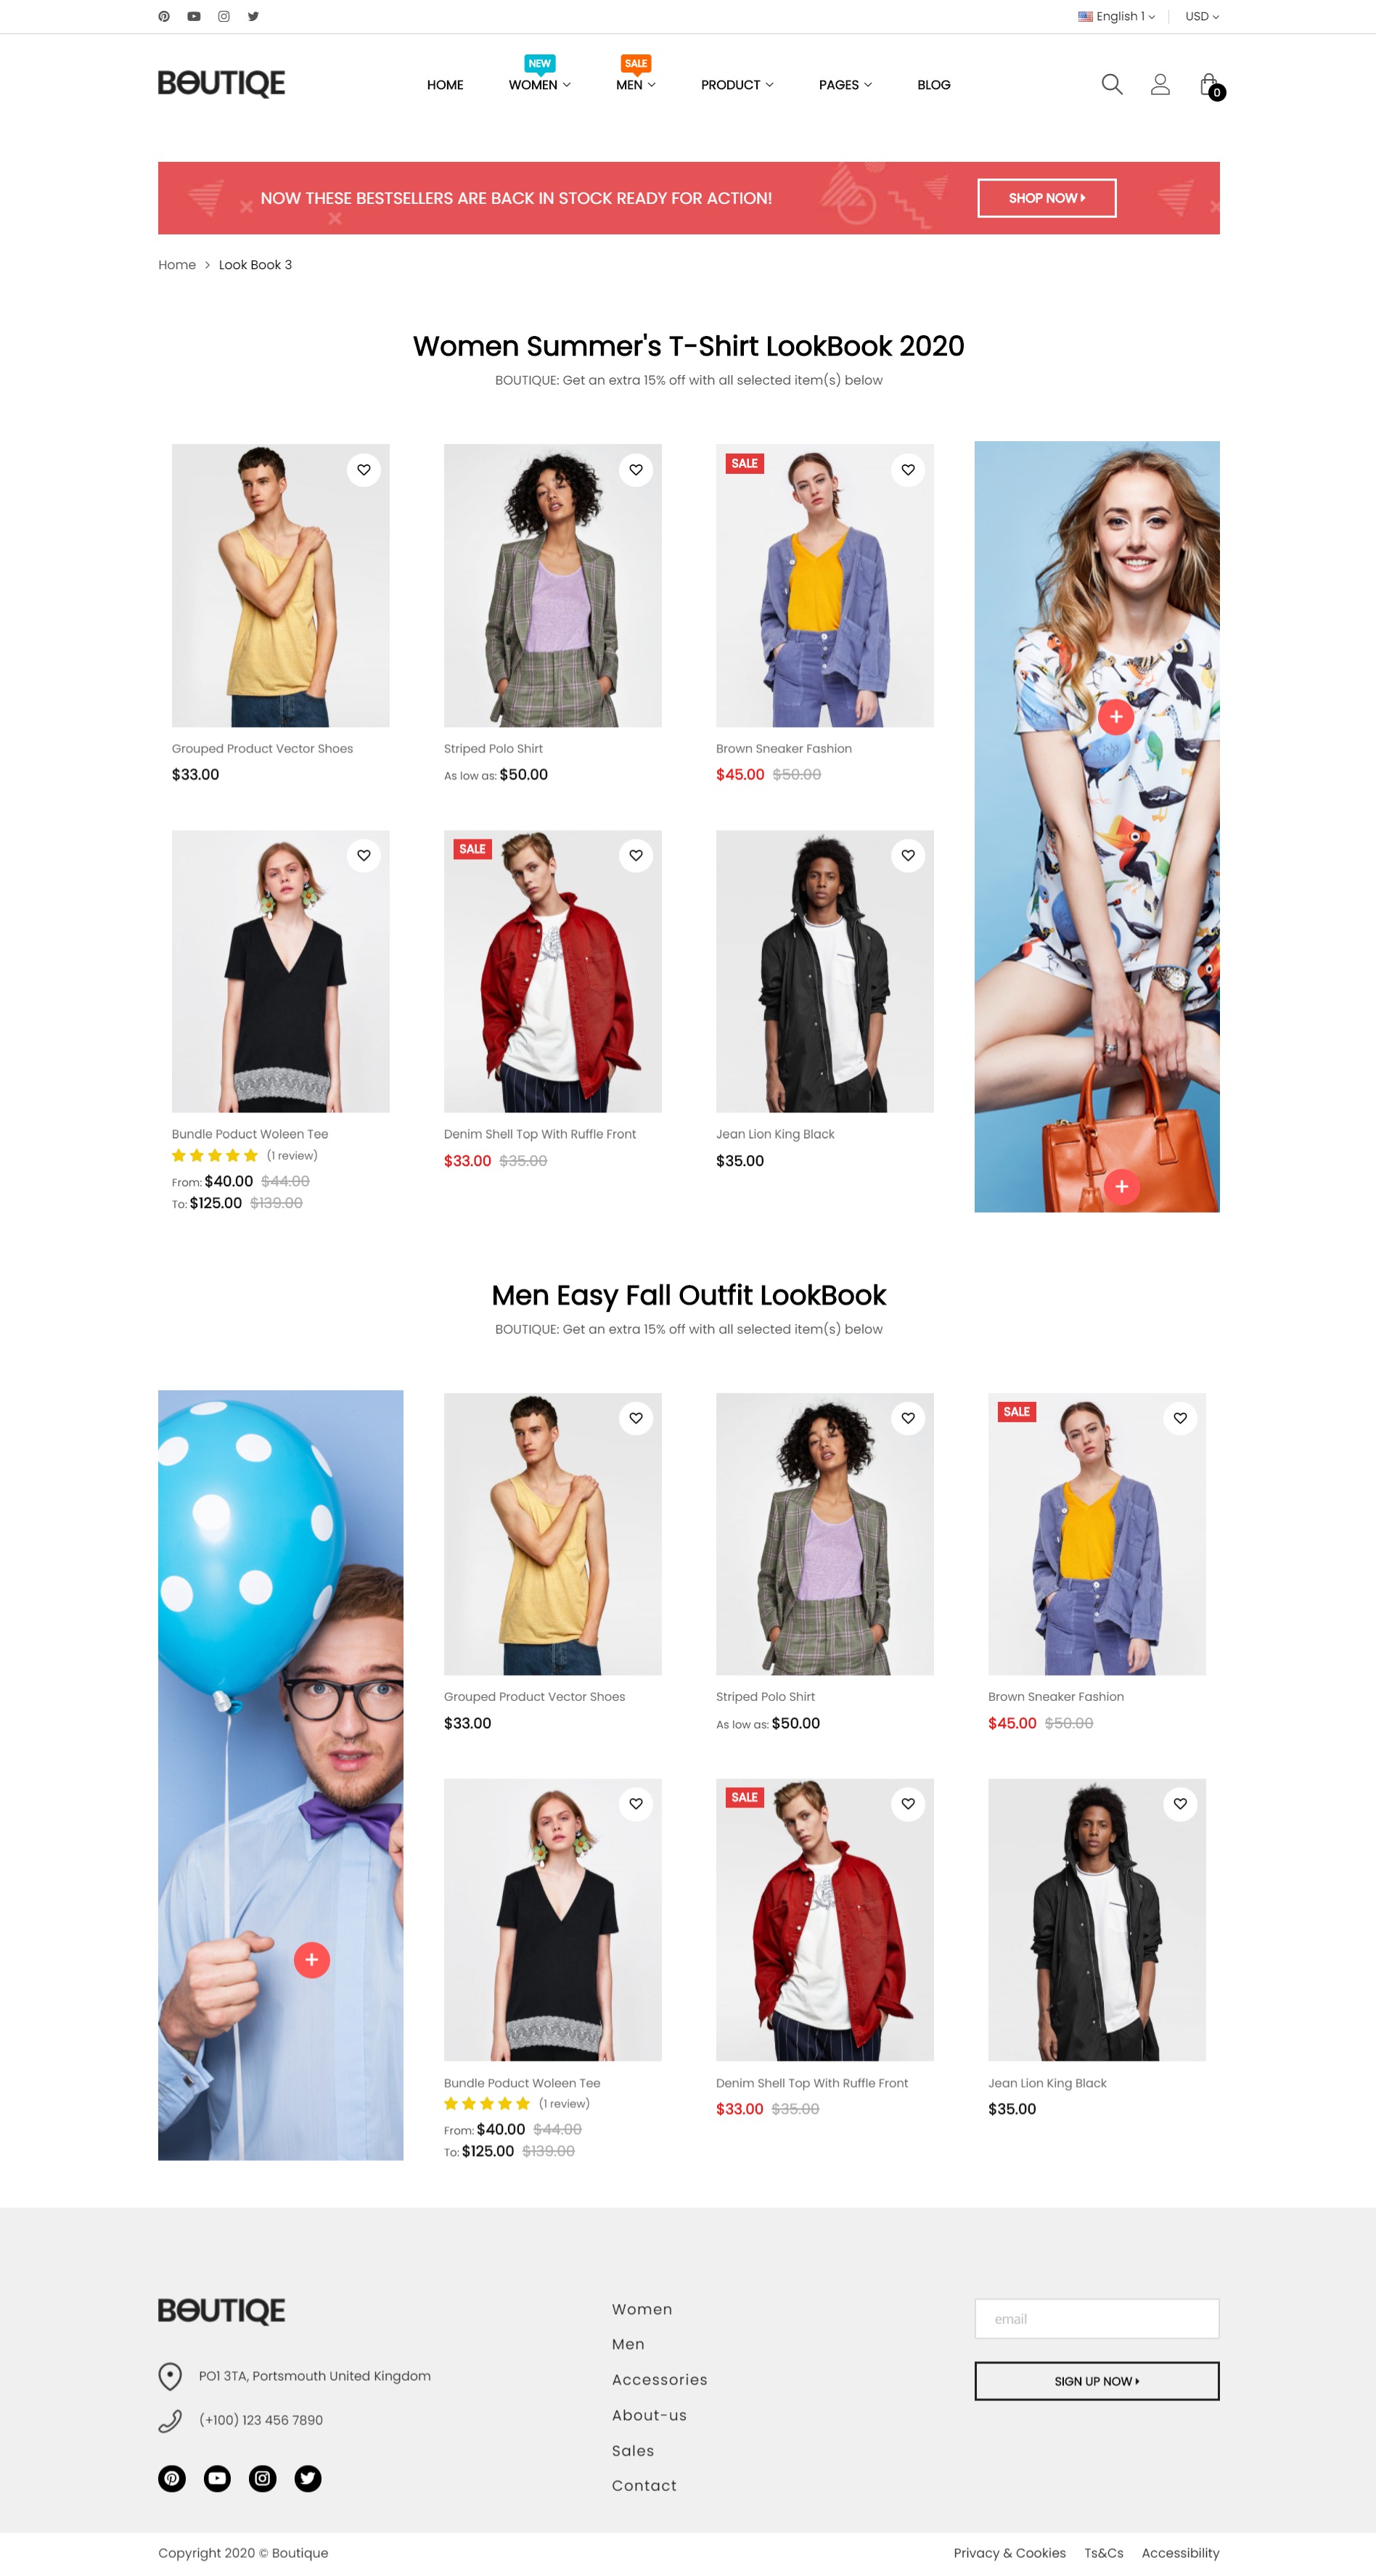 English 1
USD
NEW
SALE
BOUTIQE
HOME
WOMEN
MEN
PRODUCT
PAGES
BLOG
0
NOW THESE BESTSELLERS ARE BACK IN STOCK READY FOR ACTION!
SHOP NOW
Home > Look Book 3
Women Summer's T-Shirt LookBook 2020
BOUTIQUE: Get an extra 15% off with all selected item(s) below
SALE
Grouped Product Vector Shoes
$33.00
Striped Polo Shirt
As low as: $50.00
Brown Sneaker Fashion
$45.00 $50.00
SALE
Bundle Poduct Woleen Tee
(1 review)
From: $40.00 $44.00
To: $125.00 $139.00
Denim Shell Top With Ruffle Front
$33.00 $35.00
Jean Lion King Black
$35.00
Men Easy Fall Outfit LookBook
BOUTIQUE: Get an extra 15% off with all selected item(s) below
SALE
Grouped Product Vector Shoes
$33.00
Striped Polo Shirt
As low as: $50.00
Brown Sneaker Fashion
$45.00 $50.00
SALE
Bundle Poduct Woleen Tee
(1 review)
From: $40.00 $44.00
To: $125.00 $139.00
Denim Shell Top With Ruffle Front
$33.00 $35.00
Jean Lion King Black
$35.00
BOUTIQE
PO1 3TA, Portsmouth United Kingdom
(+100) 123 456 7890
Women
Men
Accessories
About-us
Sales
Contact
email
SIGN UP NOW
Copyright 2020 © Boutique
Privacy & Cookies
Ts&Cs
Accessibility